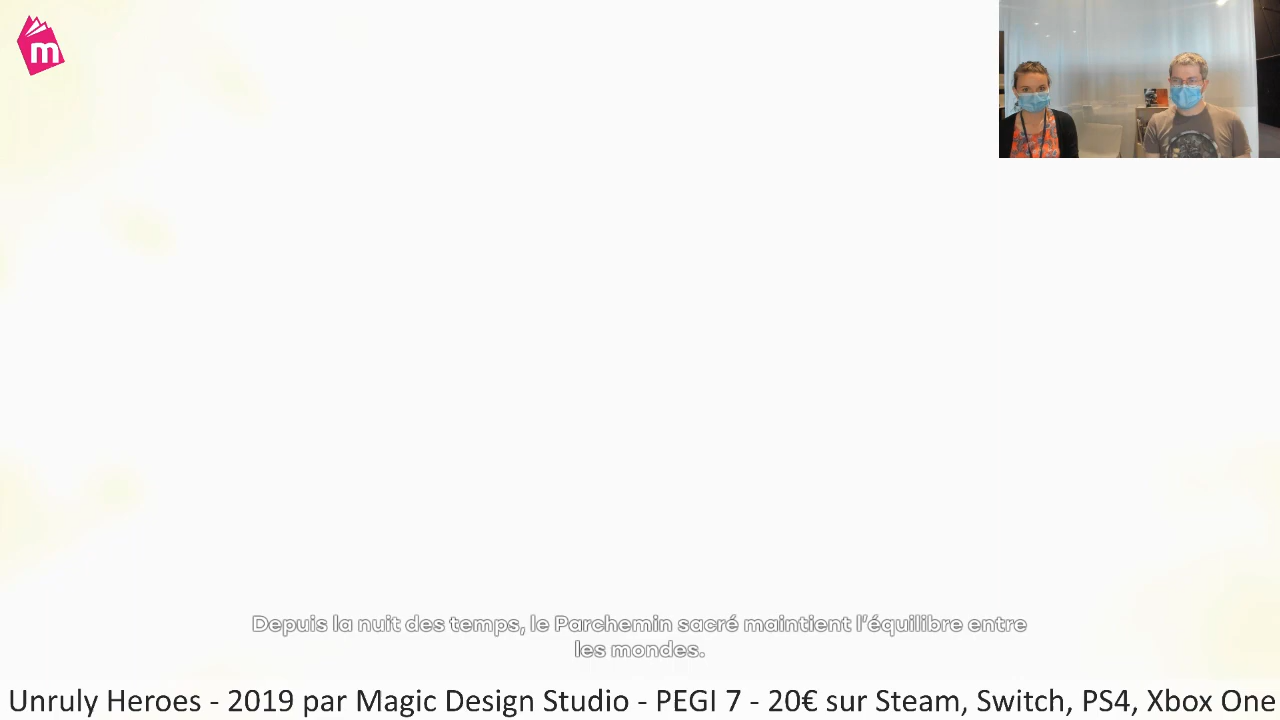 m
Depuis la nuit des temps, le Parchemin sacré maintient l'équilibre entre
les mondes.
Unruly Heroes - 2019 par Magic Design Studio - PEGI 7 - 20€ sur Steam, Switch, PS4, Xbox One